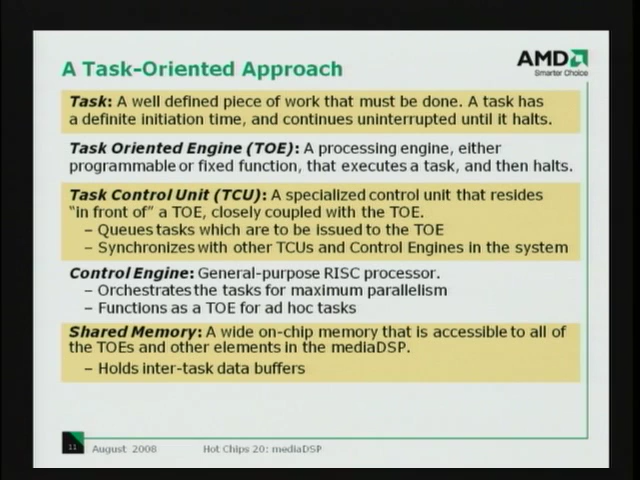 A Task-Oriented Approach
AMD
Smarter Choice
Task: A well defined piece of work that must be done. A task has
a definite initiation time, and continues uninterrupted until it halts.
Task Oriented Engine (TOE): A processing engine, either
programmable or fixed function, that executes a task, and then halts.
Task Control Unit (TCU): A specialized control unit that resides
"in front of" a TOE, closely coupled with the TOE.
– Queues tasks which are to be issued to the TOE
– Synchronizes with other TCUs and Control Engines in the system
Control Engine: General-purpose RISC processor.
– Orchestrates the tasks for maximum parallelism
– Functions as a TOE for ad hoc tasks
Shared Memory: A wide on-chip memory that is accessible to all of
the TOEs and other elements in the mediaDSP.
– Holds inter-task data buffers
11 August 2008 Hot Chips 20: mediaDSP